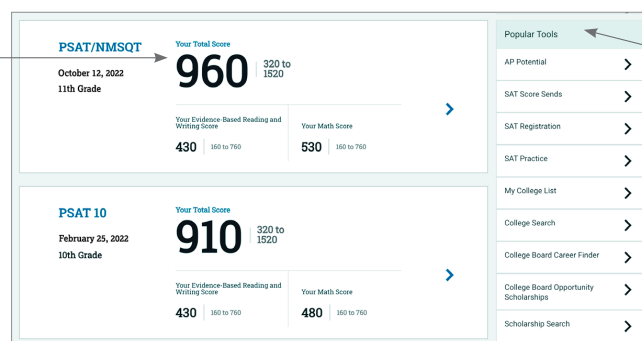 PSAT/NMSQT
October 12, 2022
11th Grade
Your Total Score
960
320 to
1520
Your Evidence-Based Reading and
Writing Score
430
160 to 760
Your Math Score
530
160 to 760
PSAT 10
February 25, 2022
10th Grade
Your Total Score
910
320 to
1520
Your Evidence-Based Reading and
Writing Score
430
160 to 760
Your Math Score
480
160 to 760
Popular Tools
AP Potential
SAT Score Sends
SAT Registration
SAT Practice
My College List
College Search
College Board Career Finder
College Board Opportunity
Scholarships
Scholarship Search